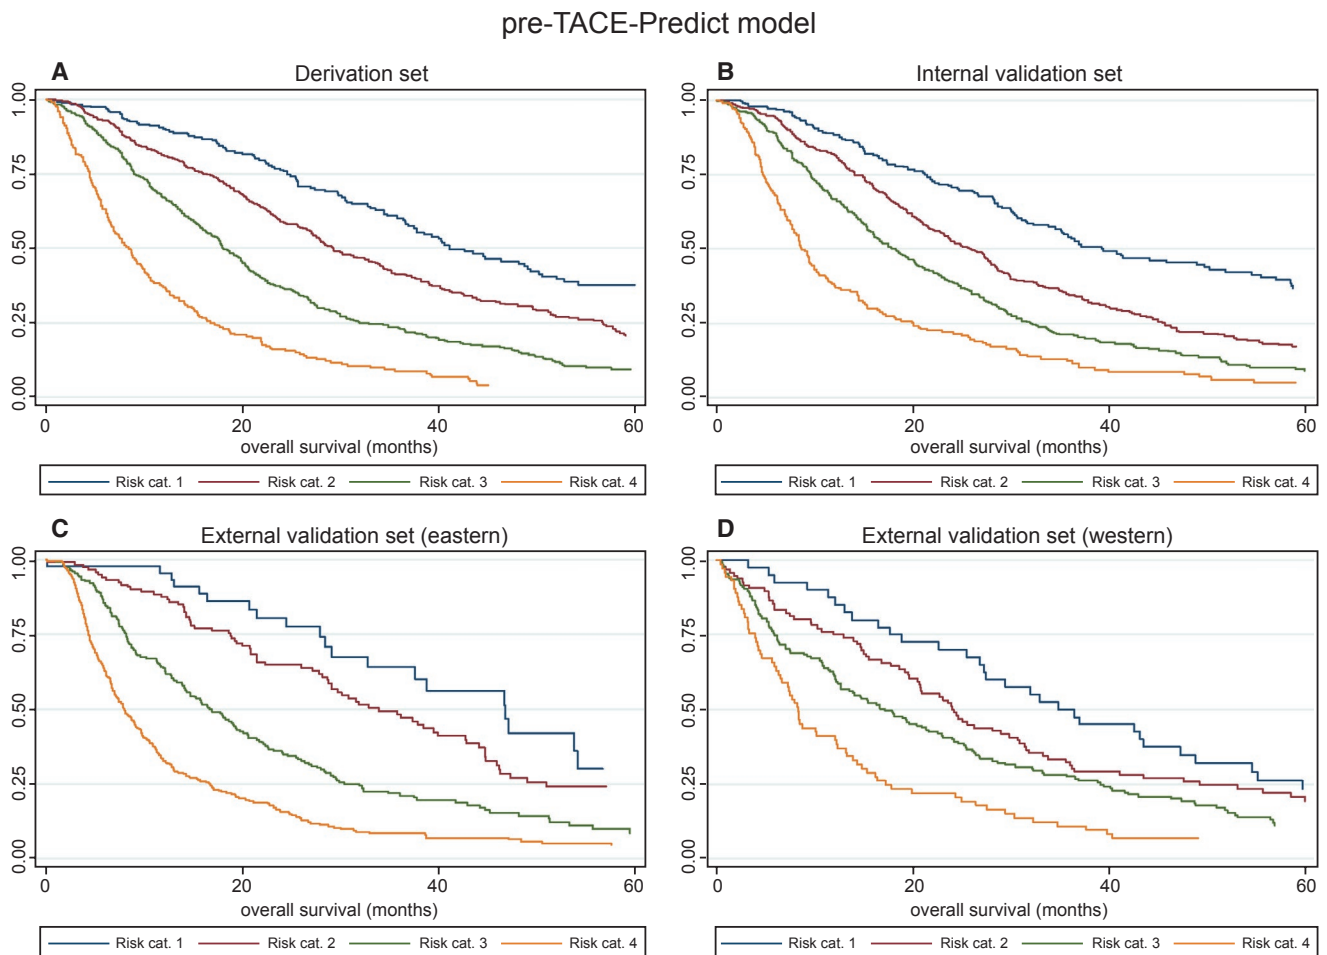 pre-TACE-Predict model
A Derivation set
1.00
0.75
0.50
0.25
0.00
0 20 40 60
overall survival (months)
Risk cat. 1 Risk cat. 2 Risk cat. 3 Risk cat. 4
B Internal validation set
1.00
0.75
0.50
0.25
0.00
0 20 40 60
overall survival (months)
Risk cat. 1 Risk cat. 2 Risk cat. 3 Risk cat. 4
C External validation set (eastern)
1.00
0.75
0.50
0.25
0.00
0 20 40 60
overall survival (months)
Risk cat. 1 Risk cat. 2 Risk cat. 3 Risk cat. 4
D External validation set (western)
1.00
0.75
0.50
0.25
0.00
0 20 40 60
overall survival (months)
Risk cat. 1 Risk cat. 2 Risk cat. 3 Risk cat. 4